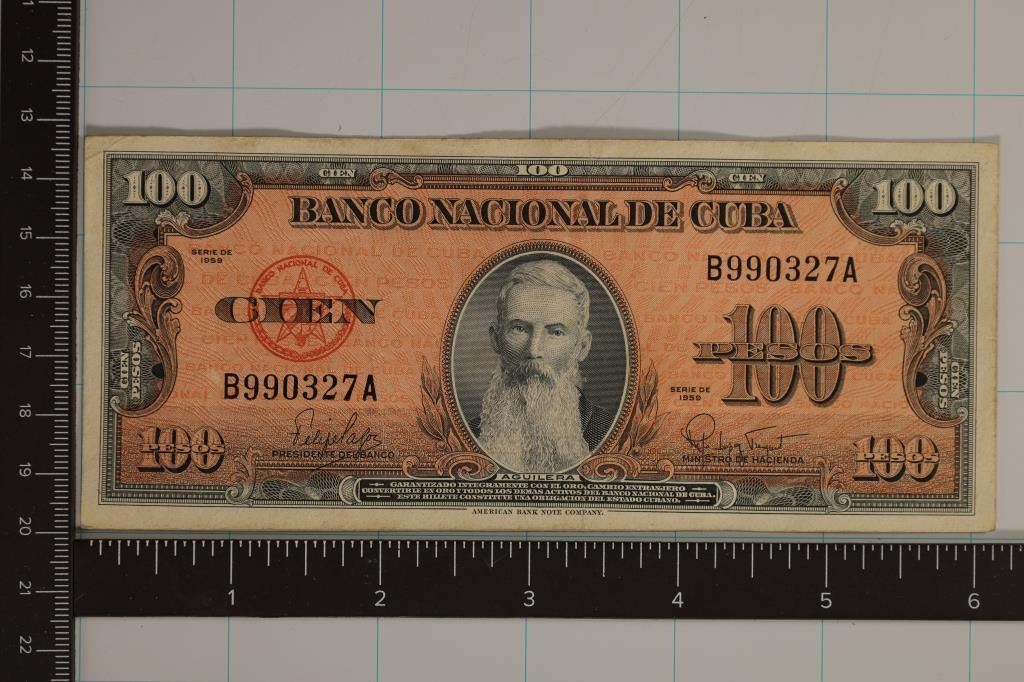 100 CIEN 100 CIEN 100
BANCO NACIONAL DE CUBA
SERIE DE
1959
BANCO NACIONAL DE CUBA
CIEN
B990327A
100
PESOS
CIEN
PESOS
CIEN
PESOS
B990327A
SERIE DE
1959
PRESIDENTE DEL BANCO
MINISTRO DE HACIENDA
100
100
AGUILERA
GARANTIZADO INTEGRAMENTE CON EL ORO, CAMBIO EXTRANJERO
CONVERTIBLE EN ORO Y TODOS LOS DEMAS ACTIVOS DEL BANCO NACIONAL DE CUBA.
ESTE BILLETE CONSTITUYE UNA OBLIGACION DEL ESTADO CUBANO.
AMERICAN BANK NOTE COMPANY.
12
13
14
15
16
17
18
19
20
21
22
1 2 3 4 5 6